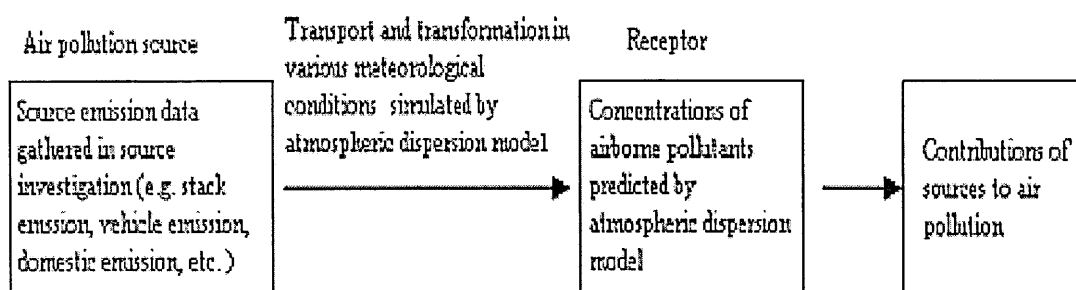 Air pollution source
Transport and transformation in
various meteorological
conditions simulated by
atmospheric dispersion model
Receptor
Source emission data
gathered in source
investigation (e.g. stack
emssion, vehicle emission,
domestic emission, etc.)
Concentrations of
airborne pollutants
predicted by
atmospheric dispersion
model
Contributions of
sources to air
pollution